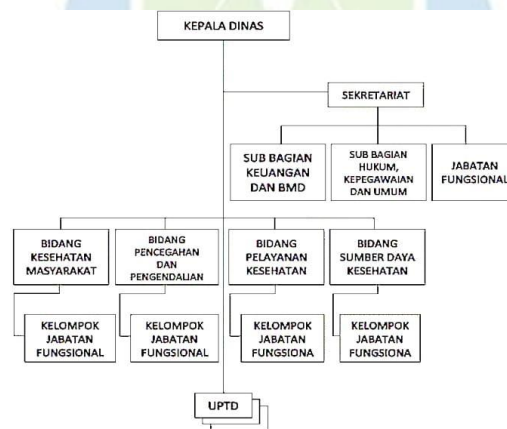 KEPALA DINAS
SEKRETARIAT
SUB BAGIAN
KEUANGAN
DAN BMD
SUB BAGIAN
HUKUM,
KEPEGAWAIAN
DAN UMUM
JABATAN
FUNGSIONAL
BIDANG
KESEHATAN
MASYARAKAT
BIDANG
PENCEGAHAN
DAN
PENGENDALIAN
BIDANG
PELAYANAN
KESEHATAN
BIDANG
SUMBER DAYA
KESEHATAN
KELOMPOK
JABATAN
FUNGSIONAL
KELOMPOK
JABATAN
FUNGSIONAL
KELOMPOK
JABATAN
FUNGSIONA
KELOMPOK
JABATAN
FUNGSIONA
UPTD